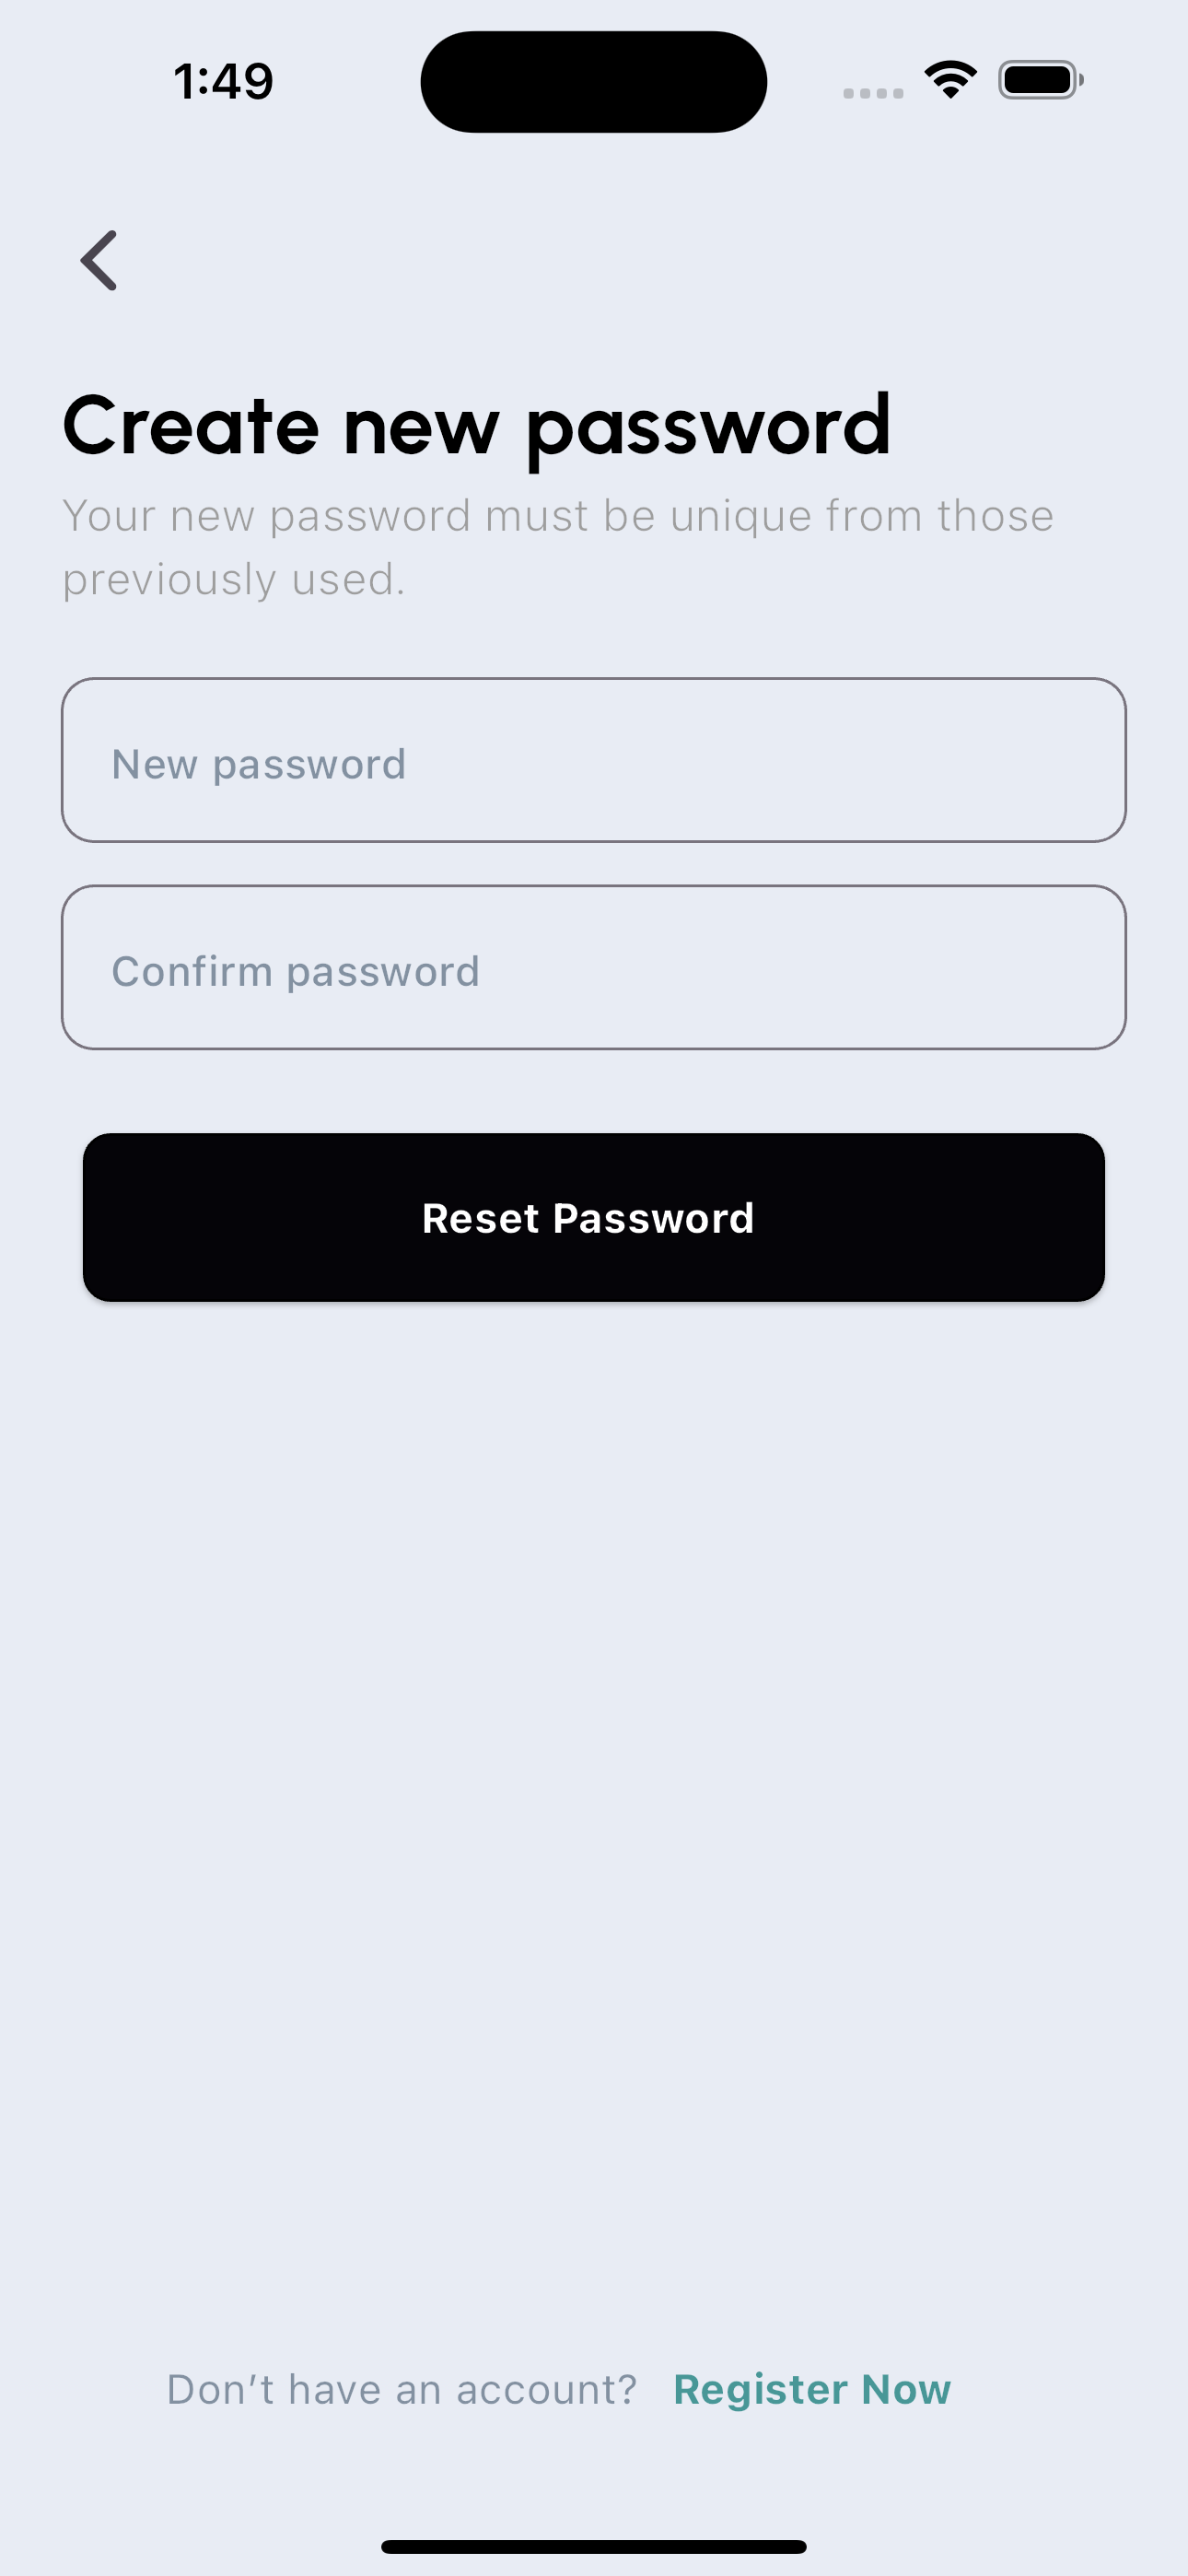 1:49
Create new password
Your new password must be unique from those
previously used.
New password
Confirm password
Reset Password
Don't have an account? Register Now